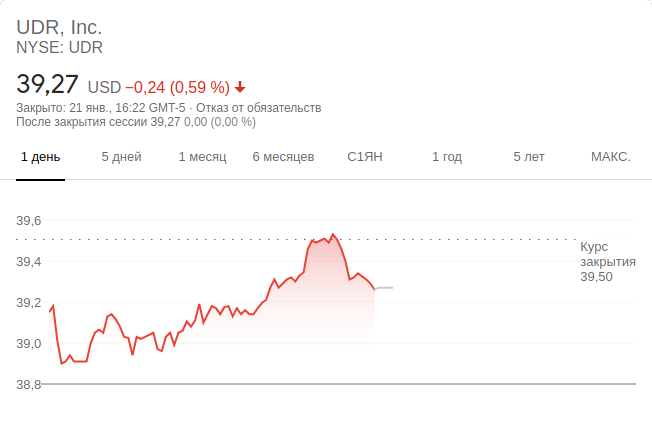 UDR, Inc.
NYSE: UDR
39,27 USD −0,24 (0,59 %)
Закрыто: 21 янв., 16:22 GMT-5 · Отказ от обязательств
После закрытия сессии 39,27 0,00 (0,00 %)
1 день 5 дней 1 месяц 6 месяцев С1ЯН 1 год 5 лет МАКС.
39,6
39,4
39,2
39,0
38,8
Курс
закрытия
39,50